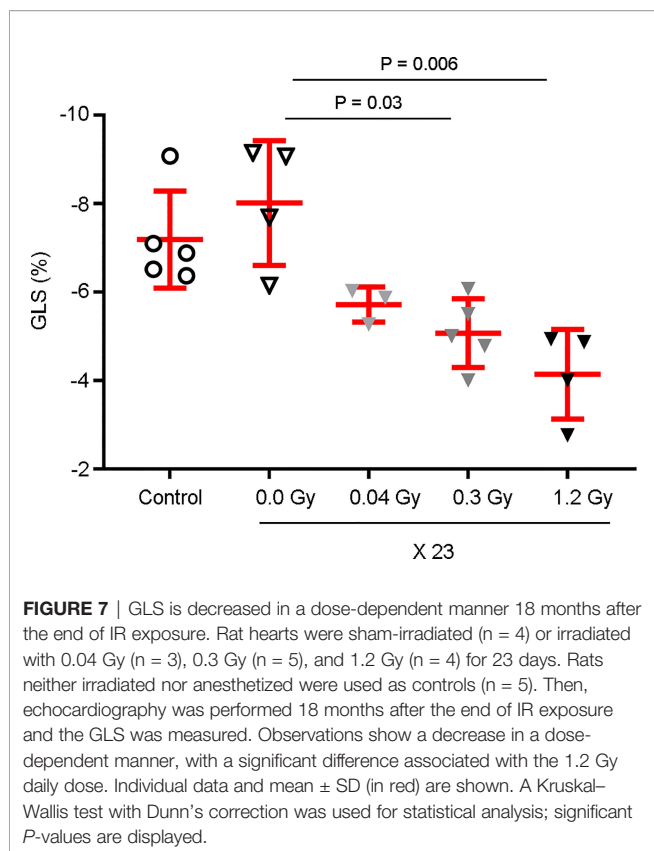 P = 0.006
P = 0.03
-10
-8
-6
-4
-2
GLS (%)
Control 0.0 Gy 0.04 Gy 0.3 Gy 1.2 Gy
X 23
FIGURE 7 | GLS is decreased in a dose-dependent manner 18 months after
the end of IR exposure. Rat hearts were sham-irradiated (n = 4) or irradiated
with 0.04 Gy (n = 3), 0.3 Gy (n = 5), and 1.2 Gy (n = 4) for 23 days. Rats
neither irradiated nor anesthetized were used as controls (n = 5). Then,
echocardiography was performed 18 months after the end of IR exposure
and the GLS was measured. Observations show a decrease in a dose-
dependent manner, with a significant difference associated with the 1.2 Gy
daily dose. Individual data and mean ± SD (in red) are shown. A Kruskal–
Wallis test with Dunn’s correction was used for statistical analysis; significant
P-values are displayed.